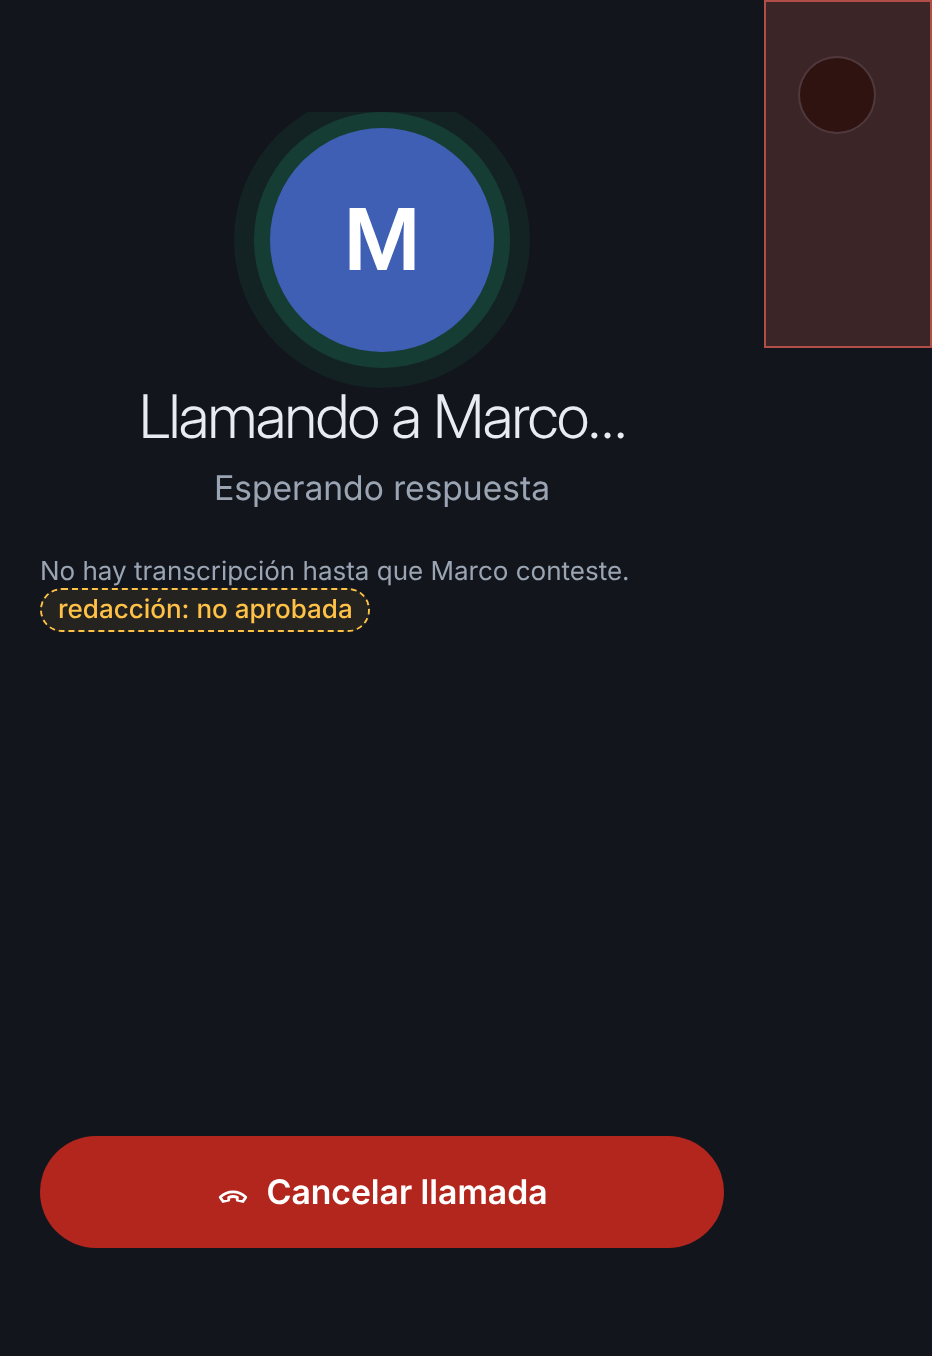 M
Llamando a Marco...
Esperando respuesta
No hay transcripción hasta que Marco conteste.
redacción: no aprobada
Cancelar llamada